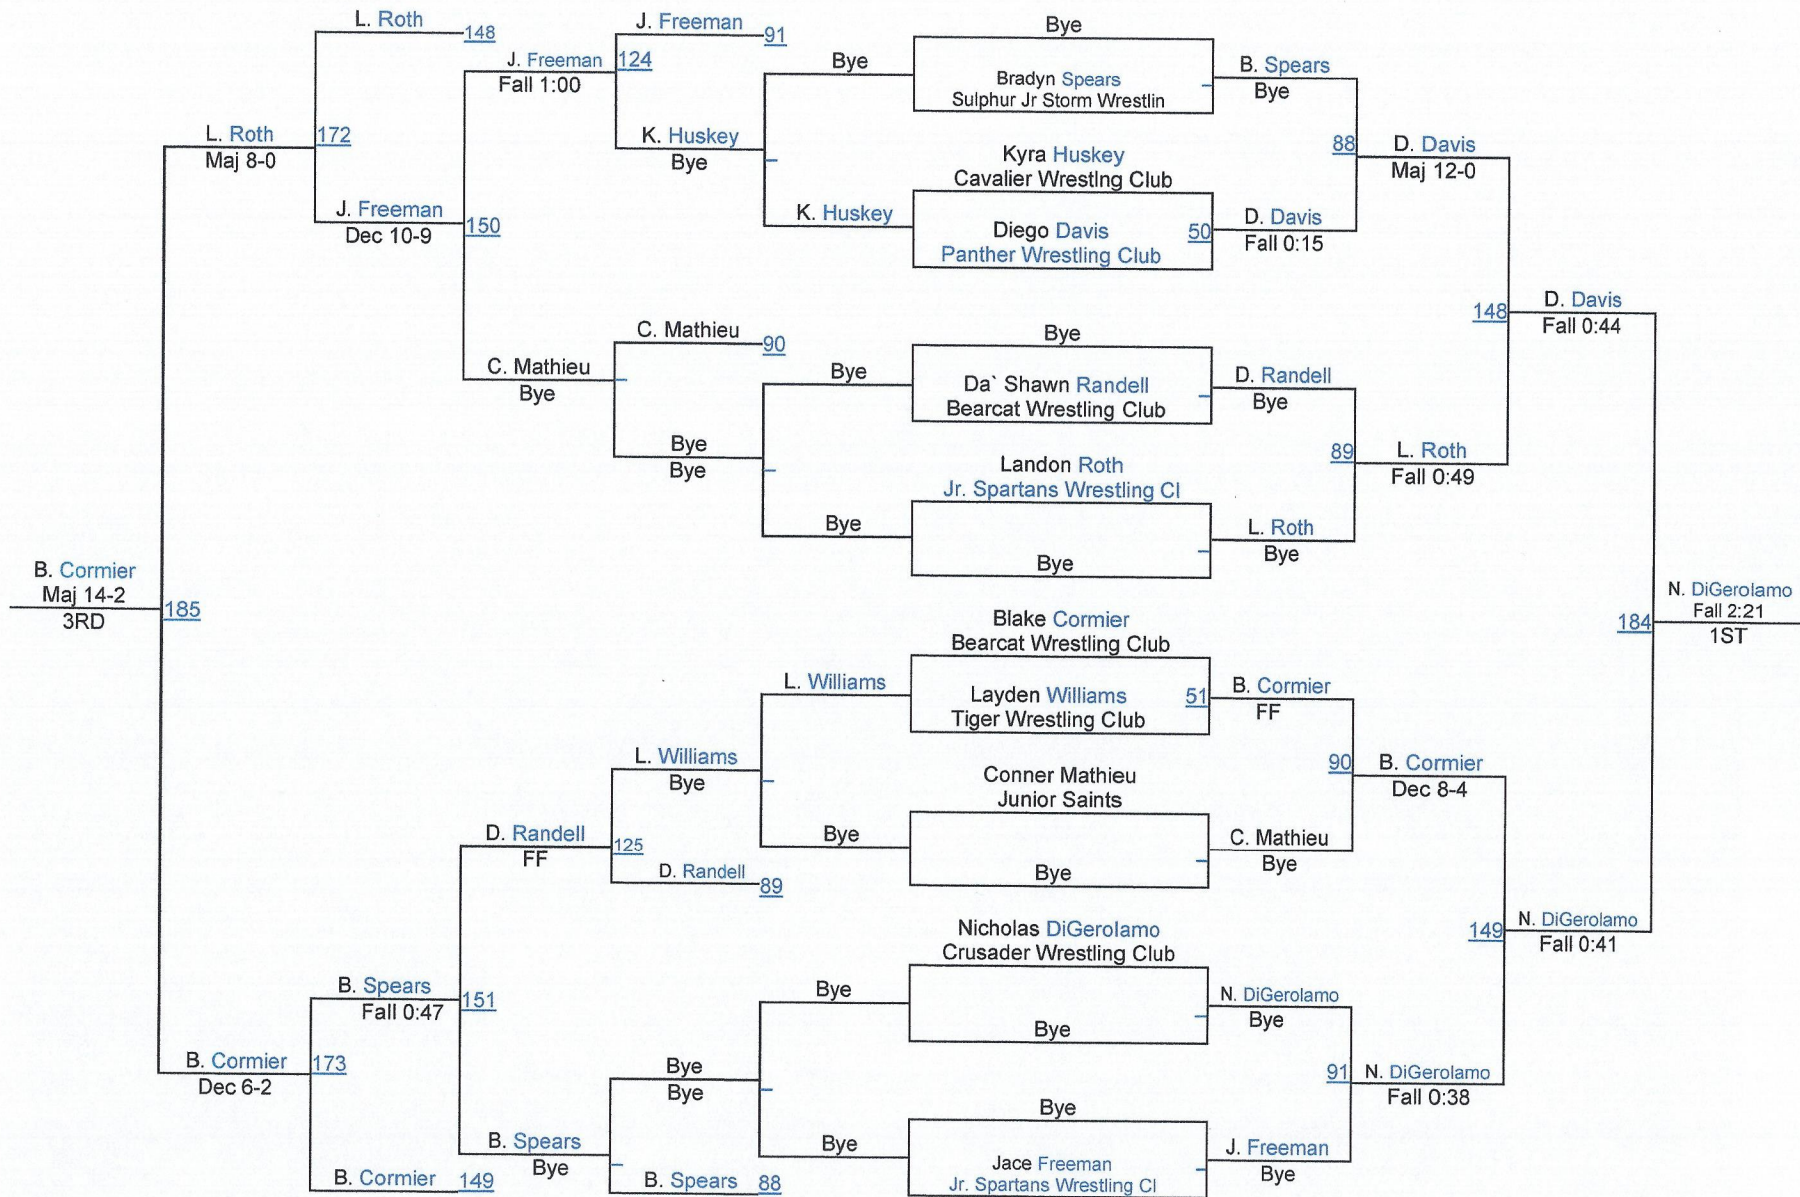 L. Roth
148
J. Freeman
Fall 1:00
J. Freeman
91
124
Bye
Bye
Bradyn Spears
Sulphur Jr Storm Wrestlin
B. Spears
Bye
L. Roth
Maj 8-0
172
K. Huskey
Bye
Kyra Huskey
Cavalier Wrestlng Club
88
D. Davis
Maj 12-0
J. Freeman
Dec 10-9
150
K. Huskey
Diego Davis
Panther Wrestling Club
50
D. Davis
Fall 0:15
148
D. Davis
Fall 0:44
C. Mathieu
90
C. Mathieu
Bye
Bye
Bye
Da` Shawn Randell
Bearcat Wrestling Club
D. Randell
Bye
Bye
Bye
Landon Roth
Jr. Spartans Wrestling Cl
89
L. Roth
Fall 0:49
Bye
Bye
L. Roth
Bye
B. Cormier
Maj 14-2
3RD
185
Blake Cormier
Bearcat Wrestling Club
184
N. DiGerolamo
Fall 2:21
1ST
L. Williams
Layden Williams
Tiger Wrestling Club
51
B. Cormier
FF
L. Williams
Bye
Conner Mathieu
Junior Saints
90
B. Cormier
Dec 8-4
D. Randell
FF
125
Bye
Bye
C. Mathieu
Bye
D. Randell
89
Nicholas DiGerolamo
Crusader Wrestling Club
149
N. DiGerolamo
Fall 0:41
B. Spears
Fall 0:47
151
Bye
Bye
N. DiGerolamo
Bye
B. Cormier
Dec 6-2
173
Bye
Bye
91
N. DiGerolamo
Fall 0:38
Bye
B. Spears
Bye
Bye
Jace Freeman
Jr. Spartans Wrestling Cl
J. Freeman
Bye
B. Cormier
149
B. Spears
88